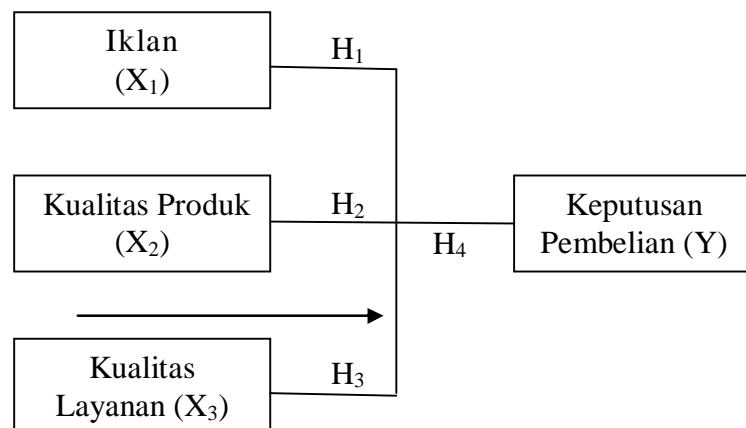 Iklan
(X₁)
H₁
Kualitas Produk
(X₂)
H₂
H₄
Keputusan
Pembelian (Y)
Kualitas
Layanan (X₃)
H₃